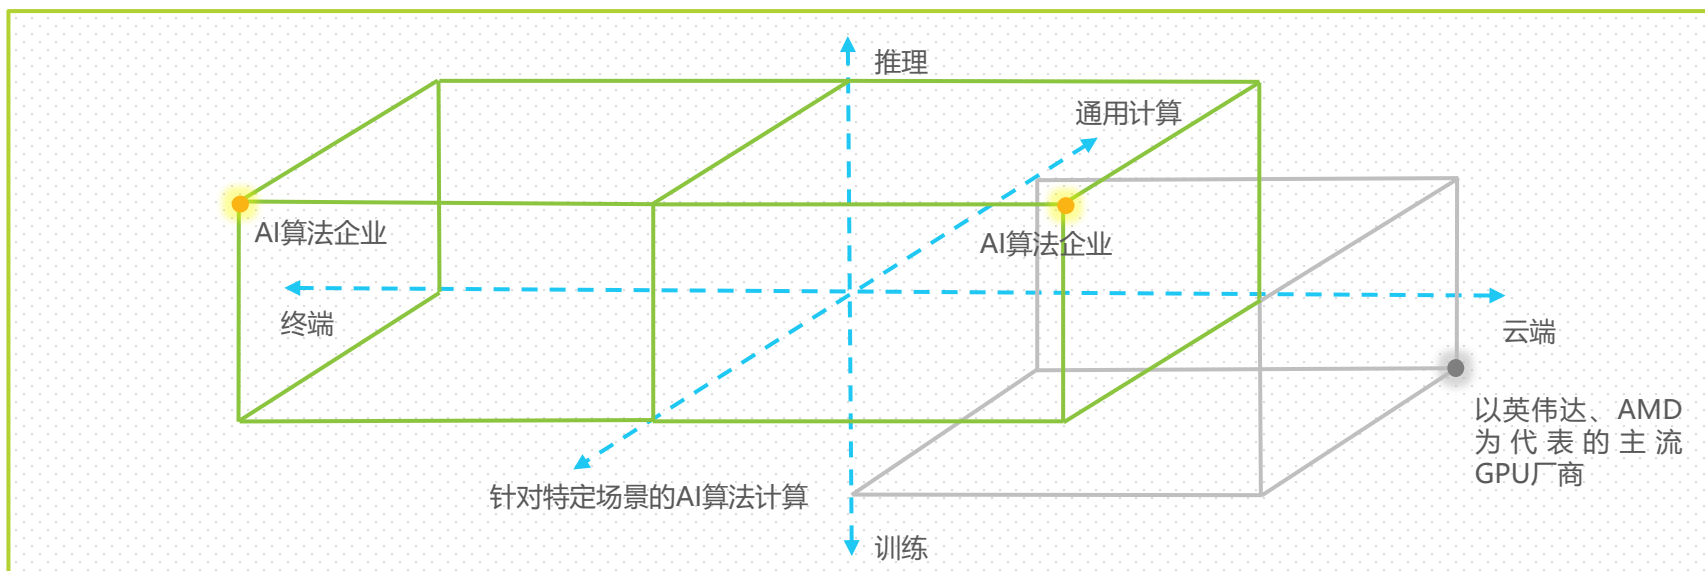 推理
通用计算
AI算法企业
AI算法企业
终端
云端
以英伟达、AMD
为代表的主流
GPU厂商
针对特定场景的AI算法计算
训练